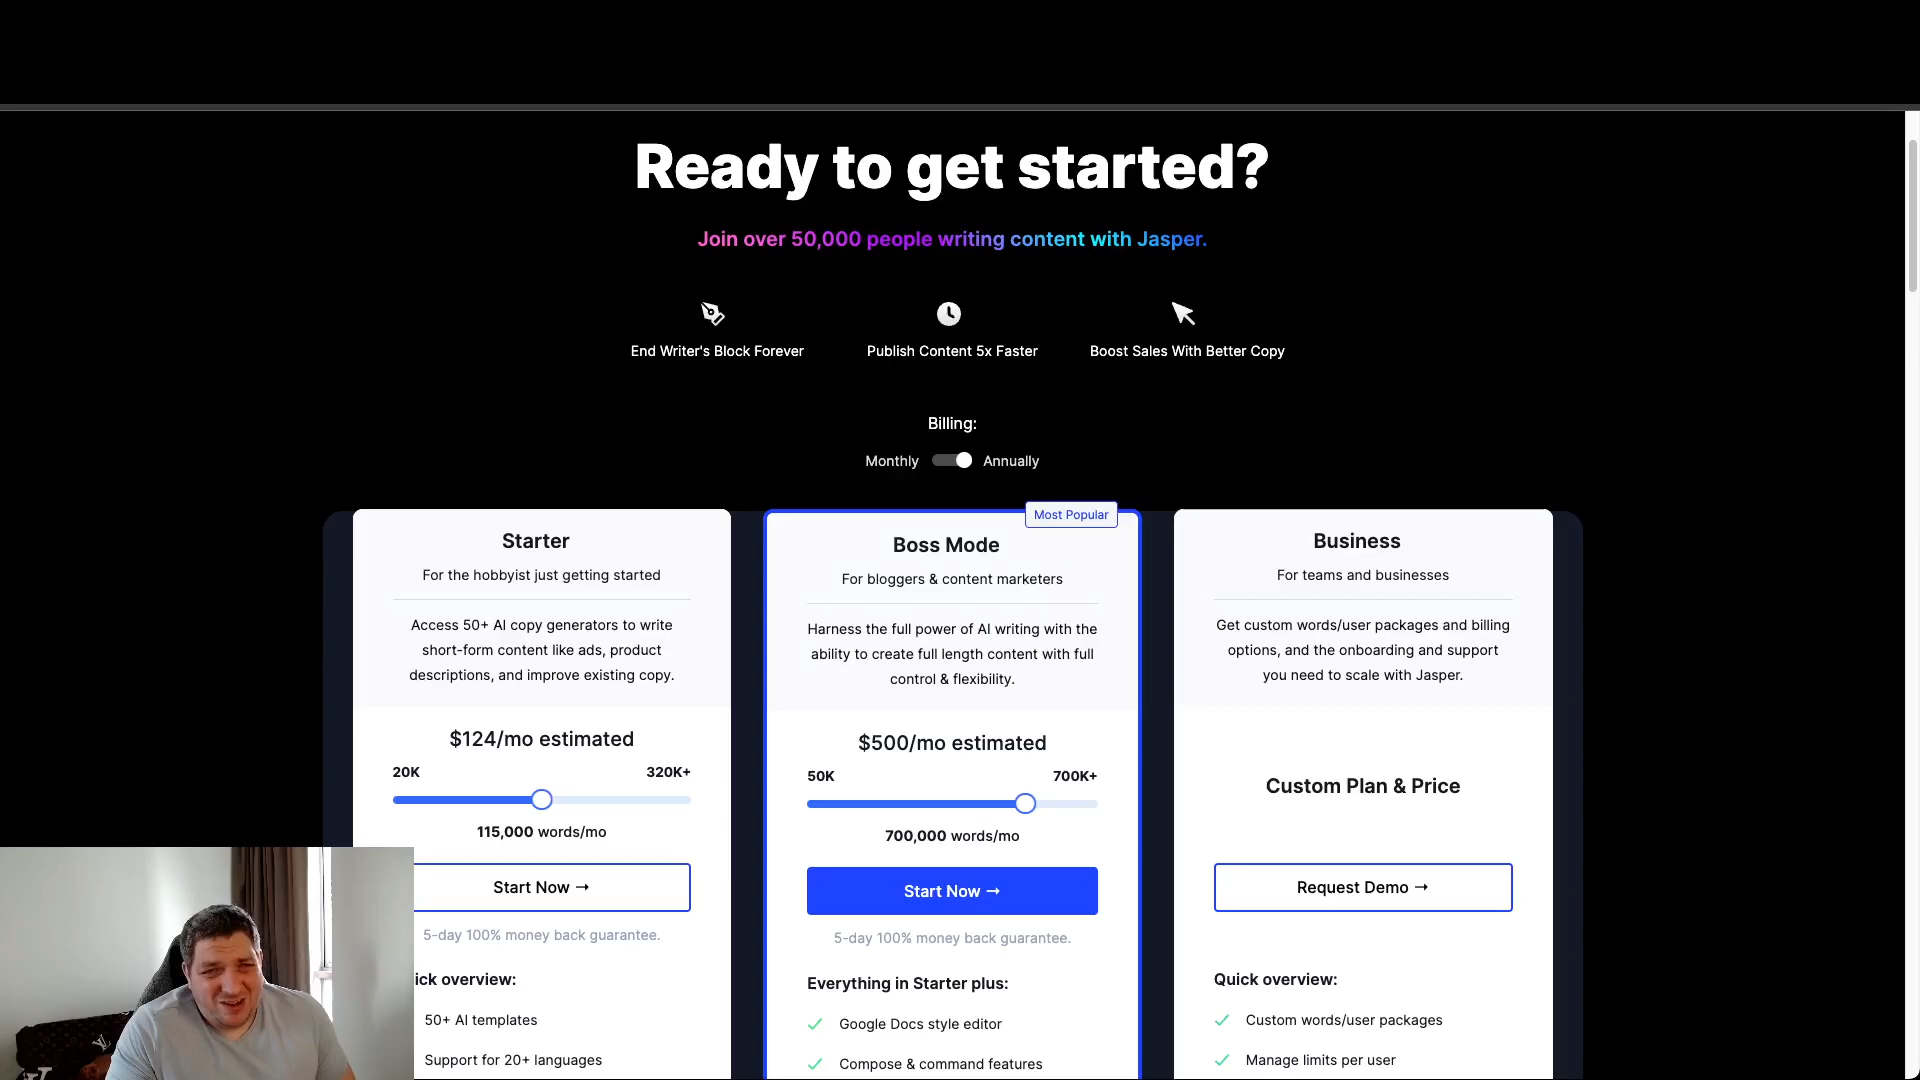 Ready to get started?
Join over 50,000 people writing content with Jasper.
End Writer's Block Forever
Publish Content 5x Faster
Boost Sales With Better Copy
Billing:
Monthly
Annually
Starter
For the hobbyist just getting started
Access 50+ AI copy generators to write
short-form content like ads, product
descriptions, and improve existing copy.
$124/mo estimated
20K
320K+
115,000 words/mo
Start Now →
5-day 100% money back guarantee.
ick overview:
50+ AI templates
Support for 20+ languages
Most Popular
Boss Mode
For bloggers & content marketers
Harness the full power of AI writing with the
ability to create full length content with full
control & flexibility.
$500/mo estimated
50K
700K+
700,000 words/mo
Start Now →
5-day 100% money back guarantee.
Everything in Starter plus:
Google Docs style editor
Compose & command features
Business
For teams and businesses
Get custom words/user packages and billing
options, and the onboarding and support
you need to scale with Jasper.
Custom Plan & Price
Request Demo →
Quick overview:
Custom words/user packages
Manage limits per user